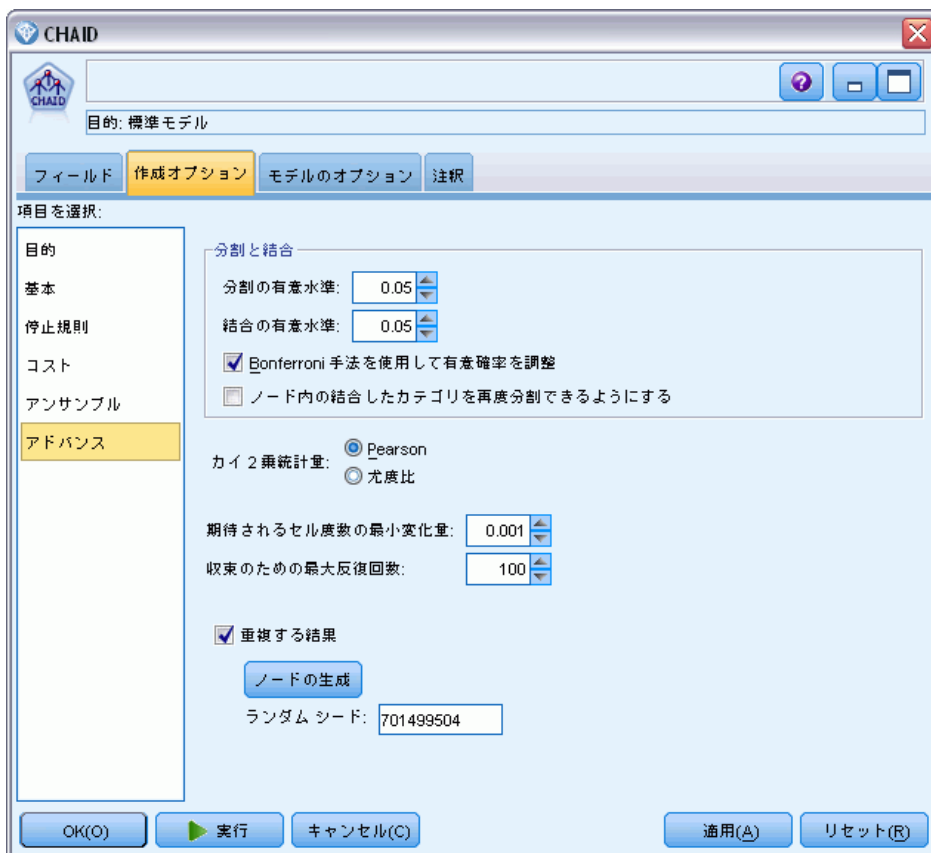 CHAID
CHAID
目的: 標準モデル
フィールド
作成オプション
モデルのオプション
注釈
項目を選択:
目的
基本
停止規則
コスト
アンサンブル
アドバンス
分割と結合
分割の有意水準: 0.05
結合の有意水準: 0.05
Bonferroni 手法を使用して有意確率を調整
ノード内の結合したカテゴリを再度分割できるようにする
カイ2乗統計量:
Pearson
尤度比
期待されるセル度数の最小変化量: 0.001
収束のための最大反復回数: 100
重複する結果
ノードの生成
ランダム シード: 701499504
OK(O)
実行
キャンセル(C)
適用(A)
リセット(R)